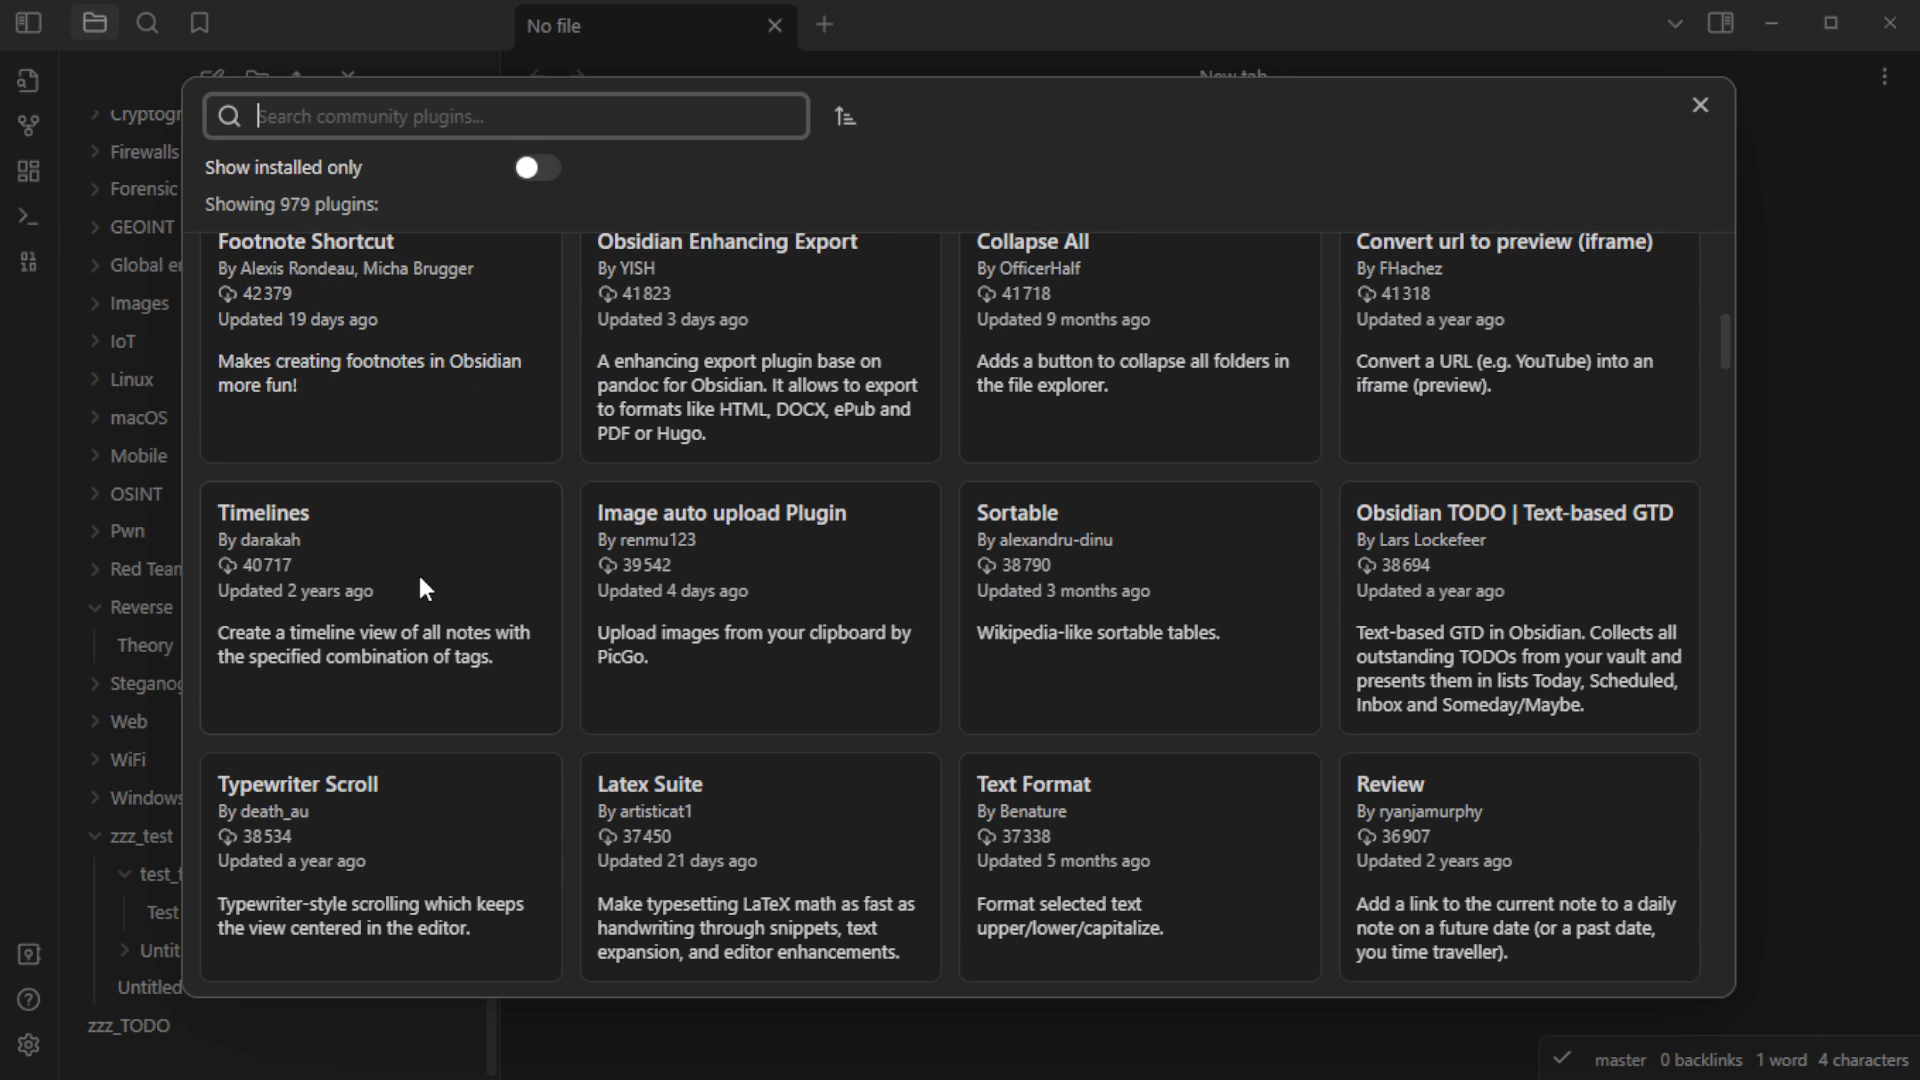 No file
New tab
Search community plugins...
Show installed only
Showing 979 plugins:
Cryptogr
Firewalls
Forensic
GEOINT
Global en
Images
IoT
Linux
macOS
Mobile
OSINT
Pwn
Red Tean
Reverse
Theory
Steganog
Web
WiFi
Windows
zzz_test
test_f
Test
Untit
Untitled
zzz_TODO
Footnote Shortcut
By Alexis Rondeau, Micha Brugger
42379
Updated 19 days ago
Makes creating footnotes in Obsidian
more fun!
Obsidian Enhancing Export
By YISH
41823
Updated 3 days ago
A enhancing export plugin base on
pandoc for Obsidian. It allows to export
to formats like HTML, DOCX, ePub and
PDF or Hugo.
Collapse All
By OfficerHalf
41718
Updated 9 months ago
Adds a button to collapse all folders in
the file explorer.
Convert url to preview (iframe)
By FHachez
41318
Updated a year ago
Convert a URL (e.g. YouTube) into an
iframe (preview).
Timelines
By darakah
40717
Updated 2 years ago
Create a timeline view of all notes with
the specified combination of tags.
Image auto upload Plugin
By renmu123
39542
Updated 4 days ago
Upload images from your clipboard by
PicGo.
Sortable
By alexandru-dinu
38790
Updated 3 months ago
Wikipedia-like sortable tables.
Obsidian TODO | Text-based GTD
By Lars Lockefeer
38694
Updated a year ago
Text-based GTD in Obsidian. Collects all
outstanding TODOs from your vault and
presents them in lists Today, Scheduled,
Inbox and Someday/Maybe.
Typewriter Scroll
By death_au
38534
Updated a year ago
Typewriter-style scrolling which keeps
the view centered in the editor.
Latex Suite
By artisticat1
37450
Updated 21 days ago
Make typesetting LaTeX math as fast as
handwriting through snippets, text
expansion, and editor enhancements.
Text Format
By Benature
37338
Updated 5 months ago
Format selected text
upper/lower/capitalize.
Review
By ryanjamurphy
36907
Updated 2 years ago
Add a link to the current note to a daily
note on a future date (or a past date,
you time traveller).
master 0 backlinks 1 word 4 characters